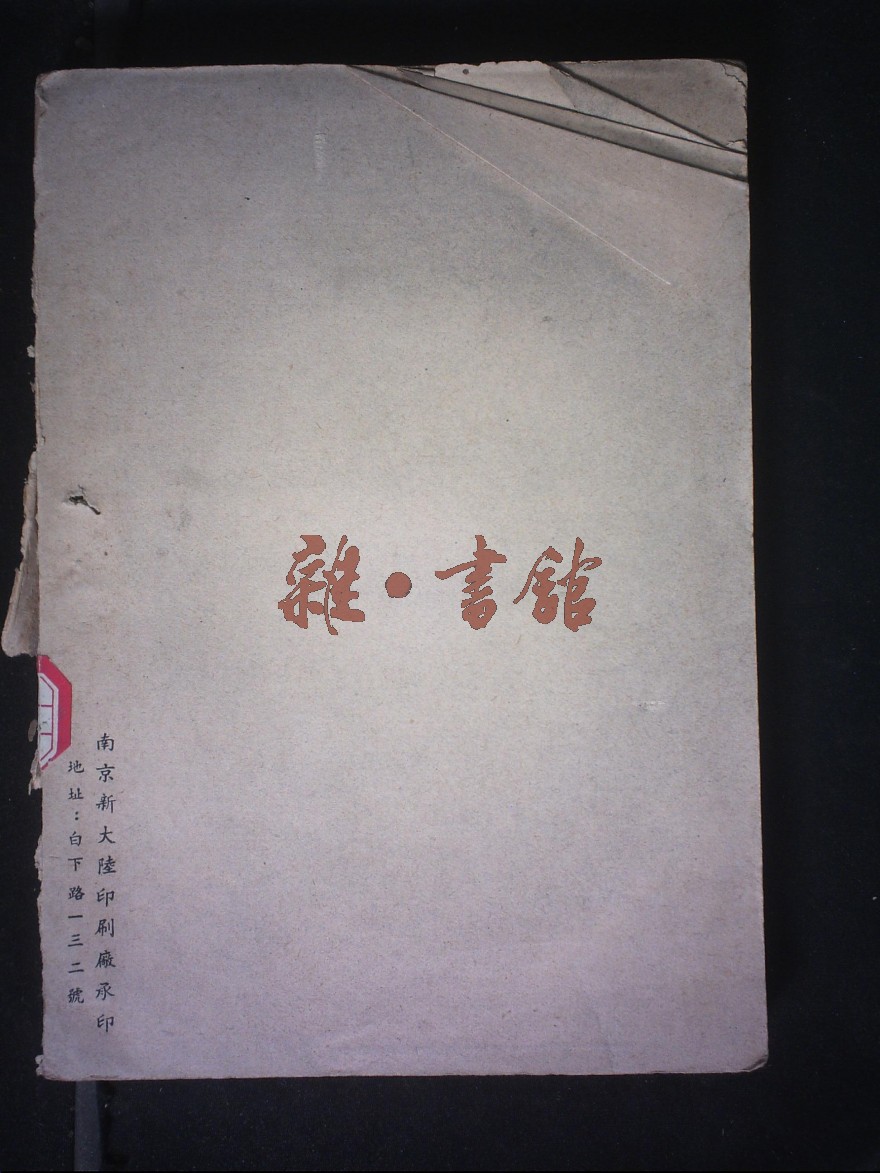 雜·書館
南京新大陸印刷廠承印
地址：白下路一三二號